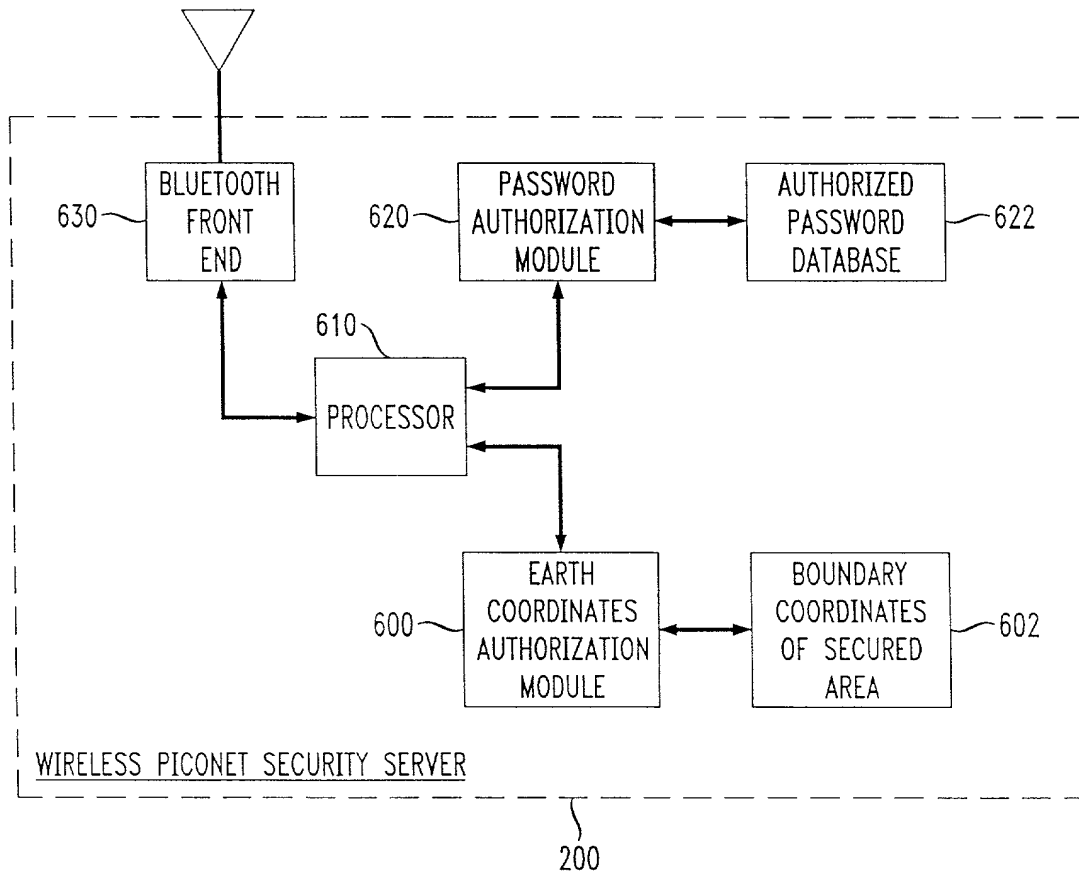 BLUETOOTH
FRONT
END
630
PASSWORD
AUTHORIZATION
MODULE
620
AUTHORIZED
PASSWORD
DATABASE
622
610
PROCESSOR
EARTH
COORDINATES
AUTHORIZATION
MODULE
600
BOUNDARY
COORDINATES
OF SECURED
AREA
602
WIRELESS PICONET SECURITY SERVER
200